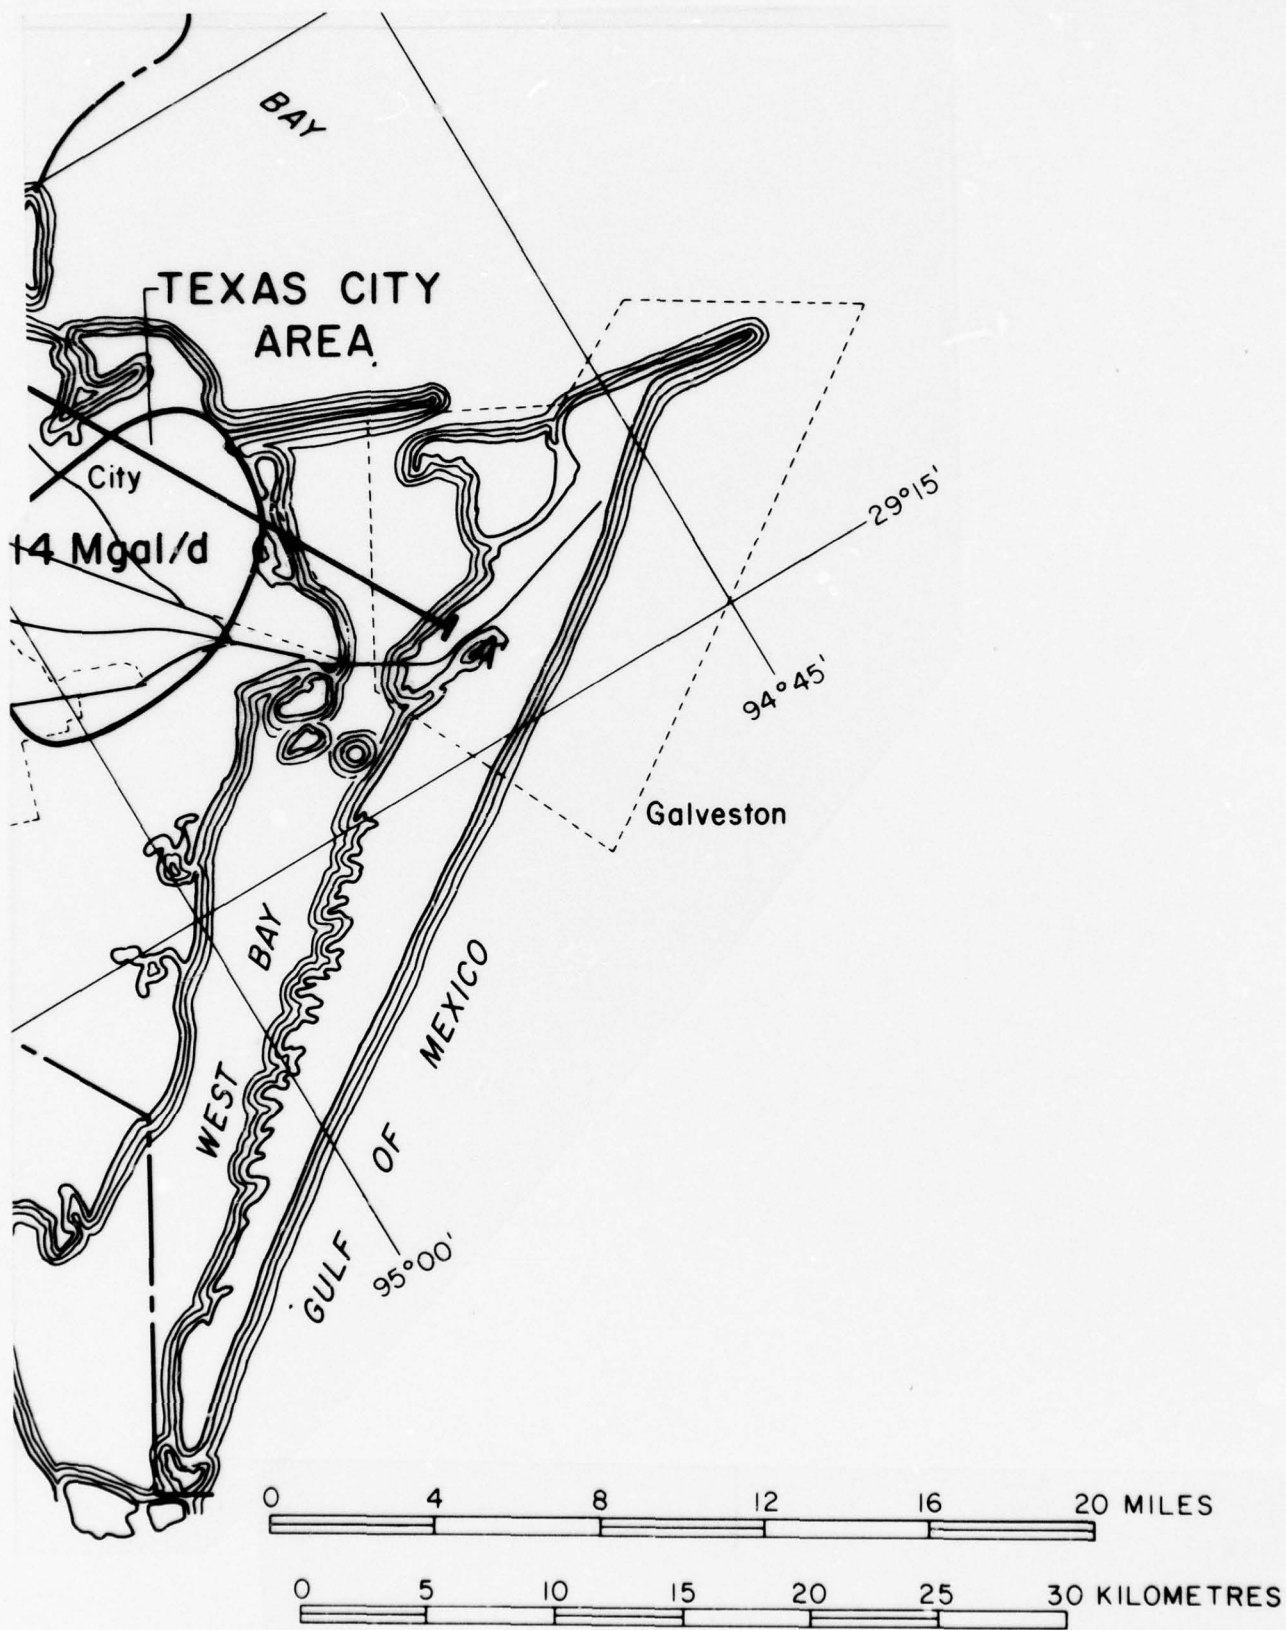 BAY
TEXAS CITY
AREA
City
14 Mgal/d
29°15'
94°45'
Galveston
WEST BAY
GULF OF MEXICO
95°00'
0 4 8 12 16 20 MILES
0 5 10 15 20 25 30 KILOMETRES